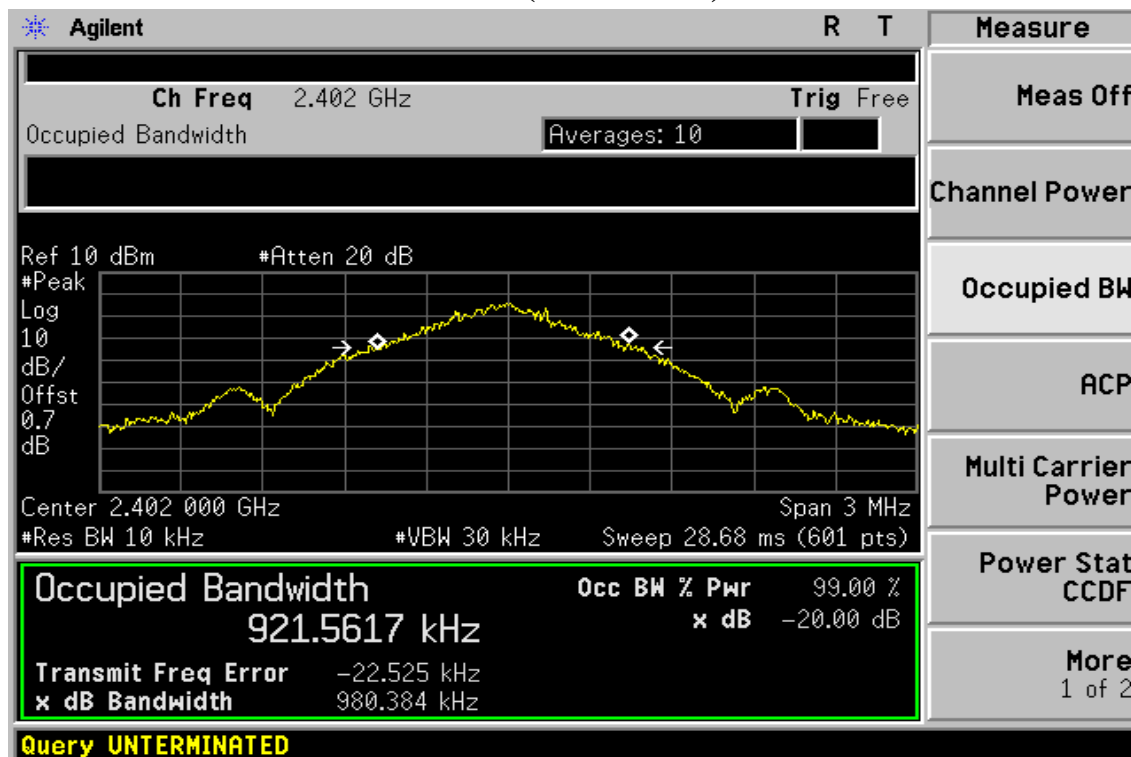 Agilent R T Measure
Ch Freq 2.402 GHz Trig Free
Meas Off
Occupied Bandwidth Averages: 10
Channel Power
Ref 10 dBm #Atten 20 dB
#Peak
Log
10
dB/
Offst
0.7
dB
Occupied BW
ACP
Multi Carrier
Power
Center 2.402 000 GHz Span 3 MHz
#Res BW 10 kHz #VBW 30 kHz Sweep 28.68 ms (601 pts)
Power Stat
CCDF
Occupied Bandwidth Occ BW % Pwr 99.00 %
921.5617 kHz x dB -20.00 dB
Transmit Freq Error -22.525 kHz
x dB Bandwidth 980.384 kHz
More
1 of 2
Query UNTERMINATED